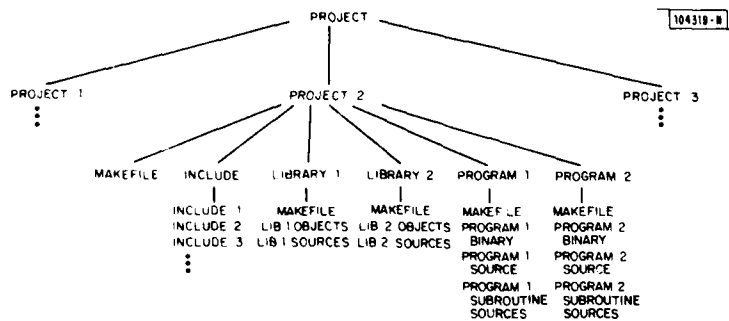 PROJECT
104319-N
PROJECT 1
PROJECT 2
PROJECT 3
MAKEFILE
INCLUDE
LIBRARY 1
LIBRARY 2
PROGRAM 1
PROGRAM 2
INCLUDE 1
INCLUDE 2
INCLUDE 3
MAKEFILE
LIB 1 OBJECTS
LIB 1 SOURCES
MAKEFILE
LIB 2 OBJECTS
LIB 2 SOURCES
MAKEFILE
PROGRAM 1
BINARY
PROGRAM 1
SOURCE
PROGRAM 1
SUBROUTINE
SOURCES
MAKEFILE
PROGRAM 2
BINARY
PROGRAM 2
SOURCE
PROGRAM 2
SUBROUTINE
SOURCES